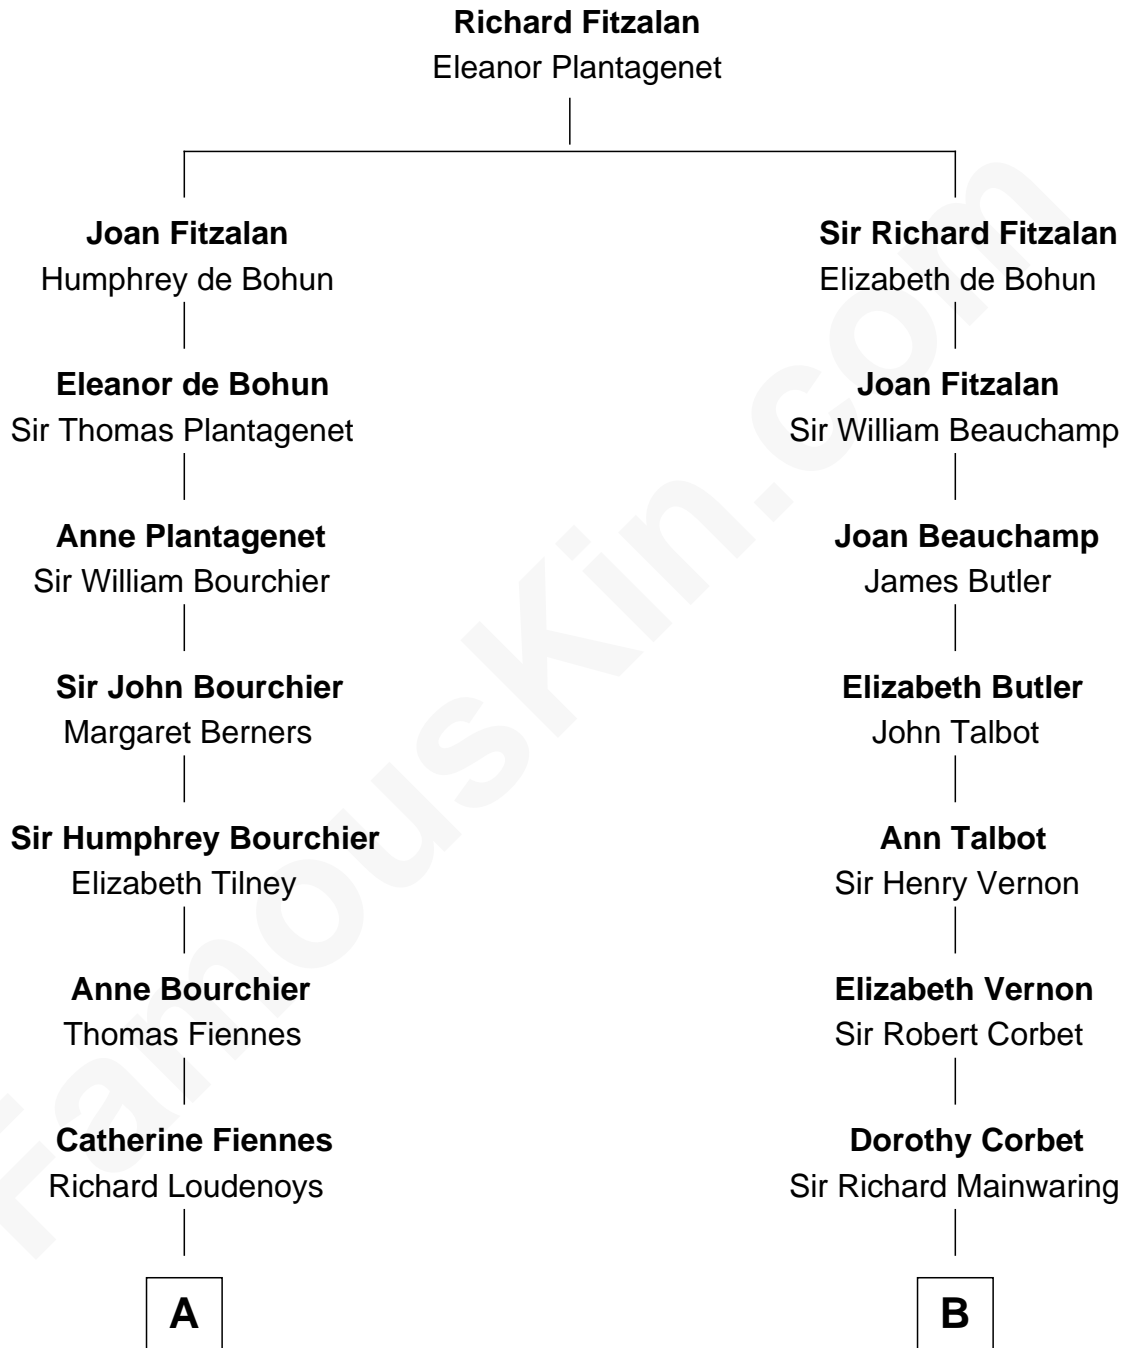 Richard Fitzalan
Eleanor Plantagenet
Joan Fitzalan
Humphrey de Bohun
Eleanor de Bohun
Sir Thomas Plantagenet
Anne Plantagenet
Sir William Bourchier
Sir John Bourchier
Margaret Berners
Sir Humphrey Bourchier
Elizabeth Tilney
Anne Bourchier
Thomas Fiennes
Catherine Fiennes
Richard Loudenoys
A
Sir Richard Fitzalan
Elizabeth de Bohun
Joan Fitzalan
Sir William Beauchamp
Joan Beauchamp
James Butler
Elizabeth Butler
John Talbot
Ann Talbot
Sir Henry Vernon
Elizabeth Vernon
Sir Robert Corbet
Dorothy Corbet
Sir Richard Mainwaring
B
FamousKin.com